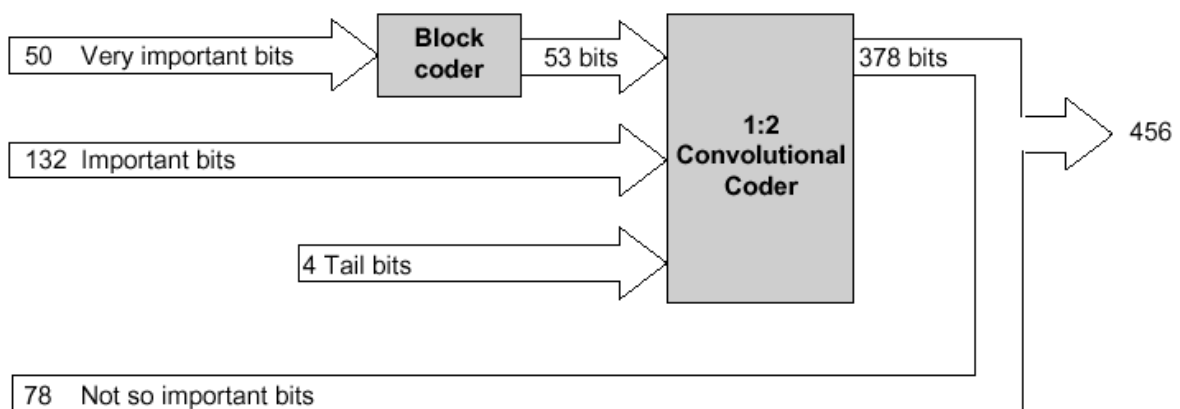 50 Very important bits
Block
coder
53 bits
378 bits
132 Important bits
1:2
Convolutional
Coder
456
4 Tail bits
78 Not so important bits